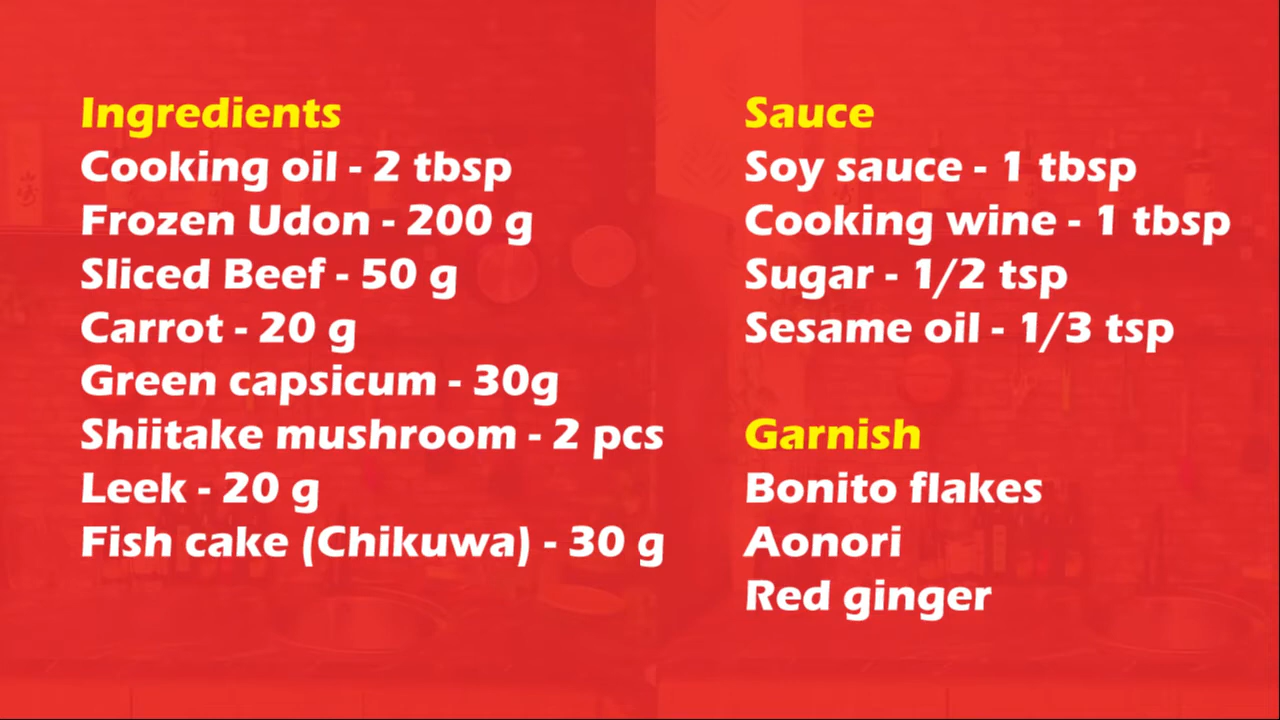 Ingredients
Cooking oil - 2 tbsp
Frozen Udon - 200 g
Sliced Beef - 50 g
Carrot - 20 g
Green capsicum - 30g
Shiitake mushroom - 2 pcs
Leek - 20 g
Fish cake (Chikuwa) - 30 g
Sauce
Soy sauce - 1 tbsp
Cooking wine - 1 tbsp
Sugar - 1/2 tsp
Sesame oil - 1/3 tsp
Garnish
Bonito flakes
Aonori
Red ginger